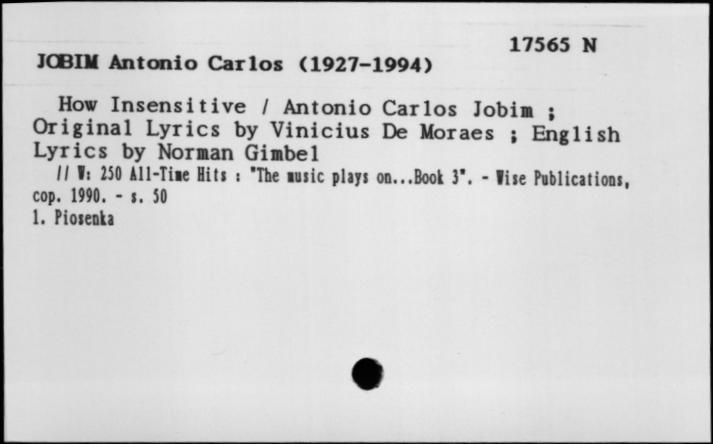 17565 N
JOBIM Antonio Carlos (1927-1994)
How Insensitive / Antonio Carlos Jobim ;
Original Lyrics by Vinicius De Moraes ; English
Lyrics by Norman Gimbel
// W: 250 All-Time Hits : "The music plays on...Book 3". - Wise Publications,
cop. 1990. - s. 50
1. Piosenka